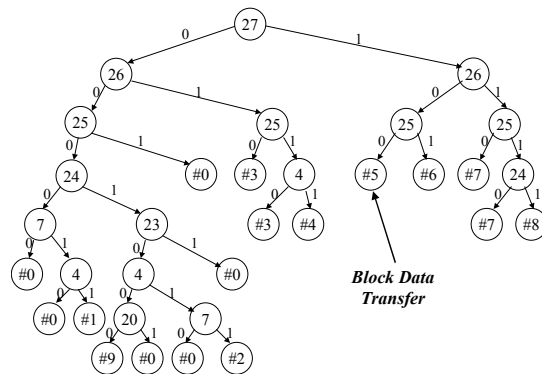 27
0 1
26 26
0 1 0 1
25 25 25 25
0 1 0 1 0 1 0 1
24 #0 #3 4 #5 #6 #7 24
0 1 0 1 0 1
7 23 #3 #4 #7 #8
0 1 0 1
#0 4 4 #0
0 1 0 1
#0 #1 20 7
0 1 0 1
#9 #0 #0 #2
Block Data
Transfer